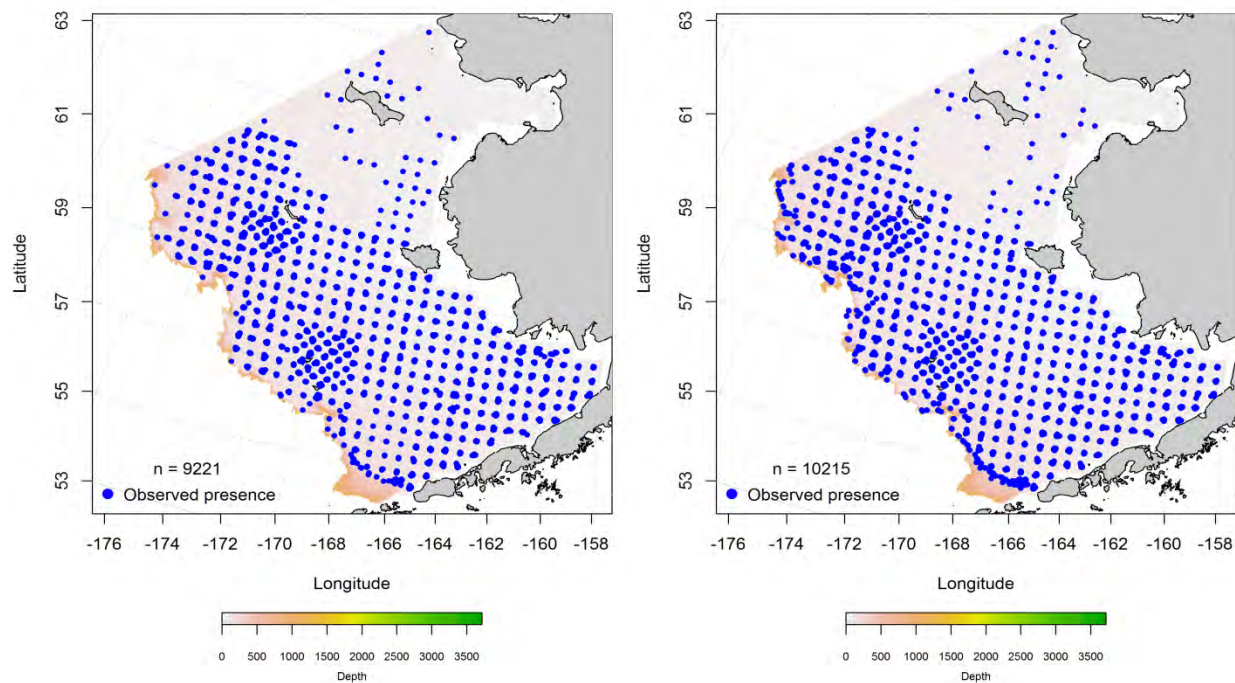 63
61
59
57
55
53
Latitude
n = 9221
Observed presence
-176 -174 -172 -170 -168 -166 -164 -162 -160 -158
Longitude
0 500 1000 1500 2000 2500 3000 3500
Depth
63
61
59
57
55
53
Latitude
n = 10215
Observed presence
-176 -174 -172 -170 -168 -166 -164 -162 -160 -158
Longitude
0 500 1000 1500 2000 2500 3000 3500
Depth